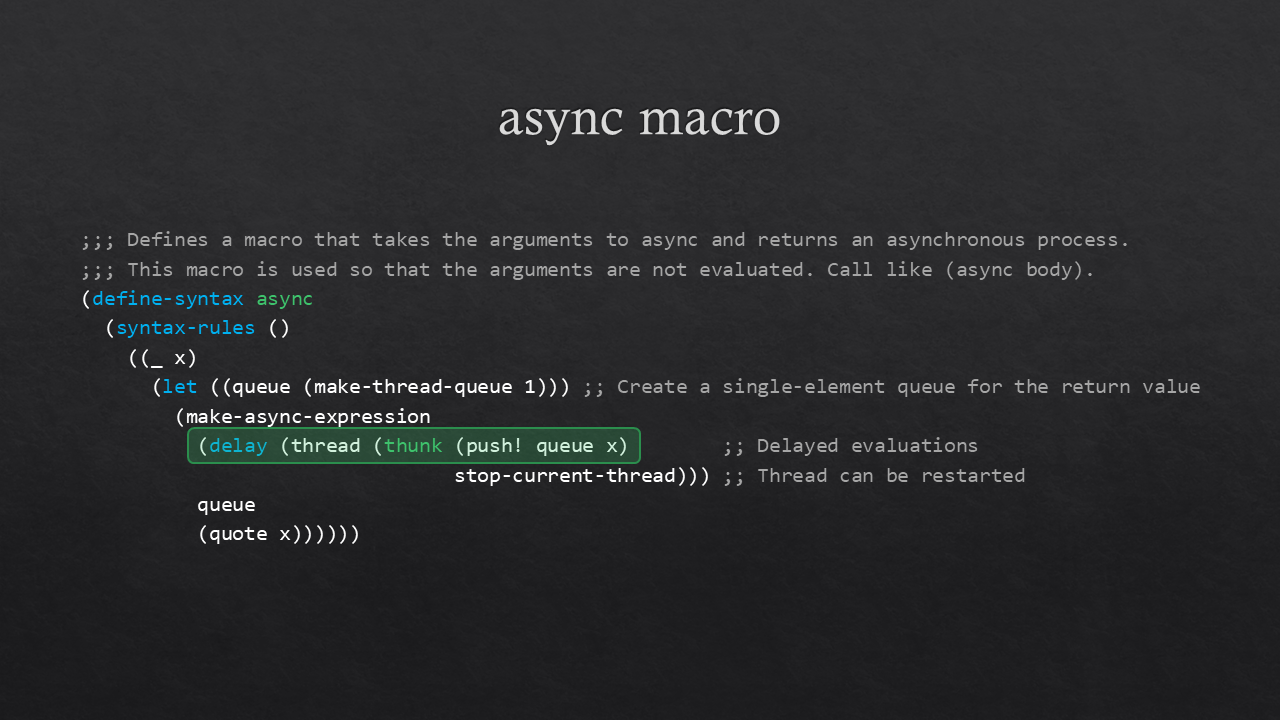 async macro
;;; Defines a macro that takes the arguments to async and returns an asynchronous process.
;;; This macro is used so that the arguments are not evaluated. Call like (async body).
(define-syntax async
(syntax-rules ()
((_ x)
(let ((queue (make-thread-queue 1))) ;; Create a single-element queue for the return value
(make-async-expression
(delay (thread (thunk (push! queue x) ;; Delayed evaluations
stop-current-thread))) ;; Thread can be restarted
queue
(quote x))))))